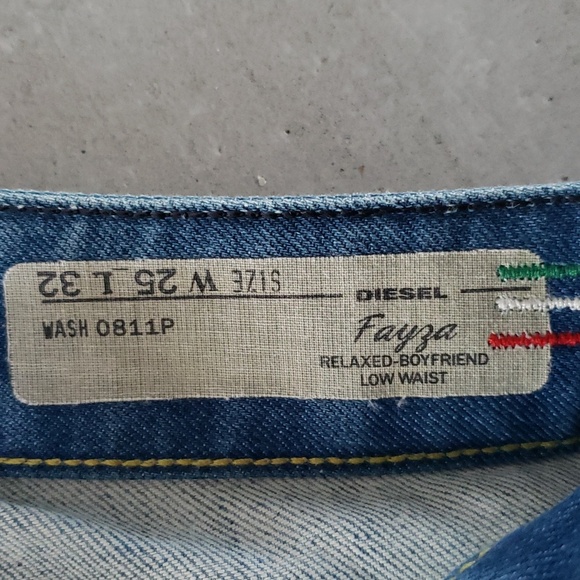 SIZE W 25 L 32
WASH 0811P
DIESEL
Fayza
RELAXED-BOYFRIEND
LOW WAIST